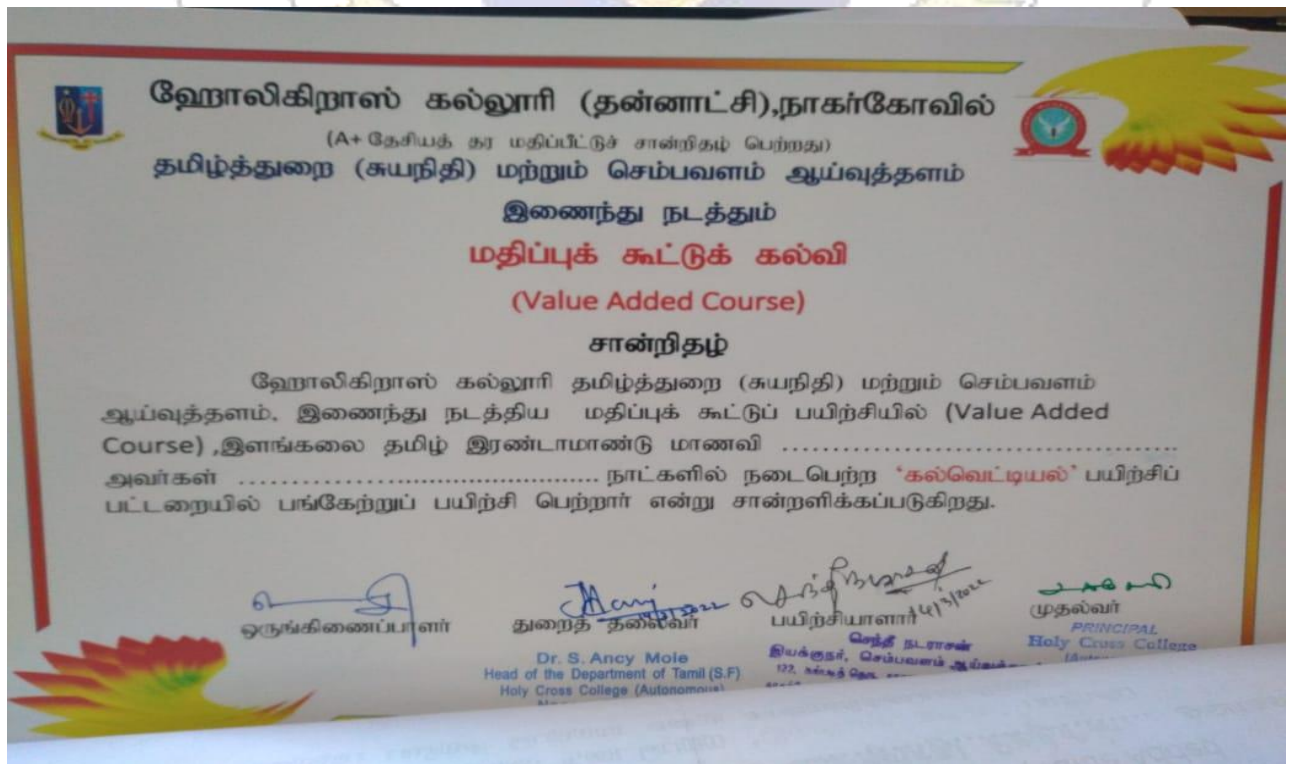 ஹோலிகிறாஸ் கல்லூரி (தன்னாட்சி),நாகர்கோவில்
(A+ தேசியத் தர மதிப்பீட்டுச் சான்றிதழ் பெற்றது)
தமிழ்த்துறை (சுயநிதி) மற்றும் செம்பவளம் ஆய்வுத்தளம்
இணைந்து நடத்தும்
மதிப்புக் கூட்டுக் கல்வி
(Value Added Course)
சான்றிதழ்
ஹோலிகிறாஸ் கல்லூரி தமிழ்த்துறை (சுயநிதி) மற்றும் செம்பவளம்
ஆய்வுத்தளம். இணைந்து நடத்திய மதிப்புக் கூட்டுப் பயிற்சியில் (Value Added
Course) ,இளங்கலை தமிழ் இரண்டாமாண்டு மாணவி ..........................................
அவர்கள் ......................................... நாட்களில் நடைபெற்ற ‘கல்வெட்டியல்’ பயிற்சிப்
பட்டறையில் பங்கேற்றுப் பயிற்சி பெற்றார் என்று சான்றளிக்கப்படுகிறது.
ஒருங்கிணைப்பாளர் துறைத் தலைவர் பயிற்சியாளார் 4/3/2022 முதல்வர்
PRINCIPAL
Holy Cross College
Dr. S. Ancy Mole
Head of the Department of Tamil (S.F)
Holy Cross College (Autonomous)
செந்தீ நடராசன்
இயக்குநர், செம்பவளம்